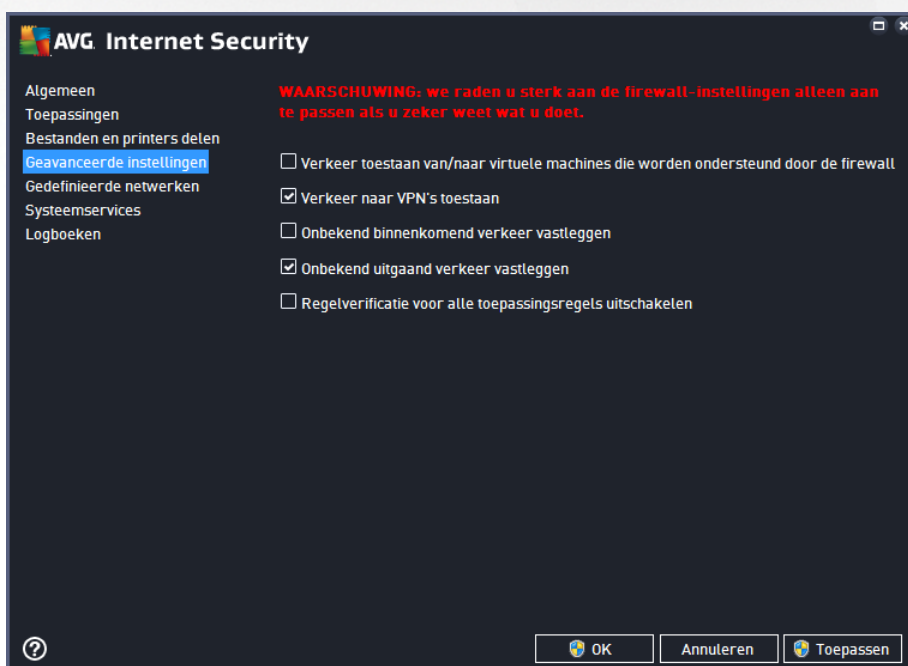 AVG. Internet Security
Algemeen
Toepassingen
Bestanden en printers delen
Geavanceerde instellingen
Gedefinieerde netwerken
Systeemservices
Logboeken
WAARSCHUWING: we raden u sterk aan de firewall-instellingen alleen aan
te passen als u zeker weet wat u doet.
Verkeer toestaan van/naar virtuele machines die worden ondersteund door de firewall
Verkeer naar VPN's toestaan
Onbekend binnenkomend verkeer vastleggen
Onbekend uitgaand verkeer vastleggen
Regelverificatie voor alle toepassingsregels uitschakelen
?
OK
Annuleren
Toepassen